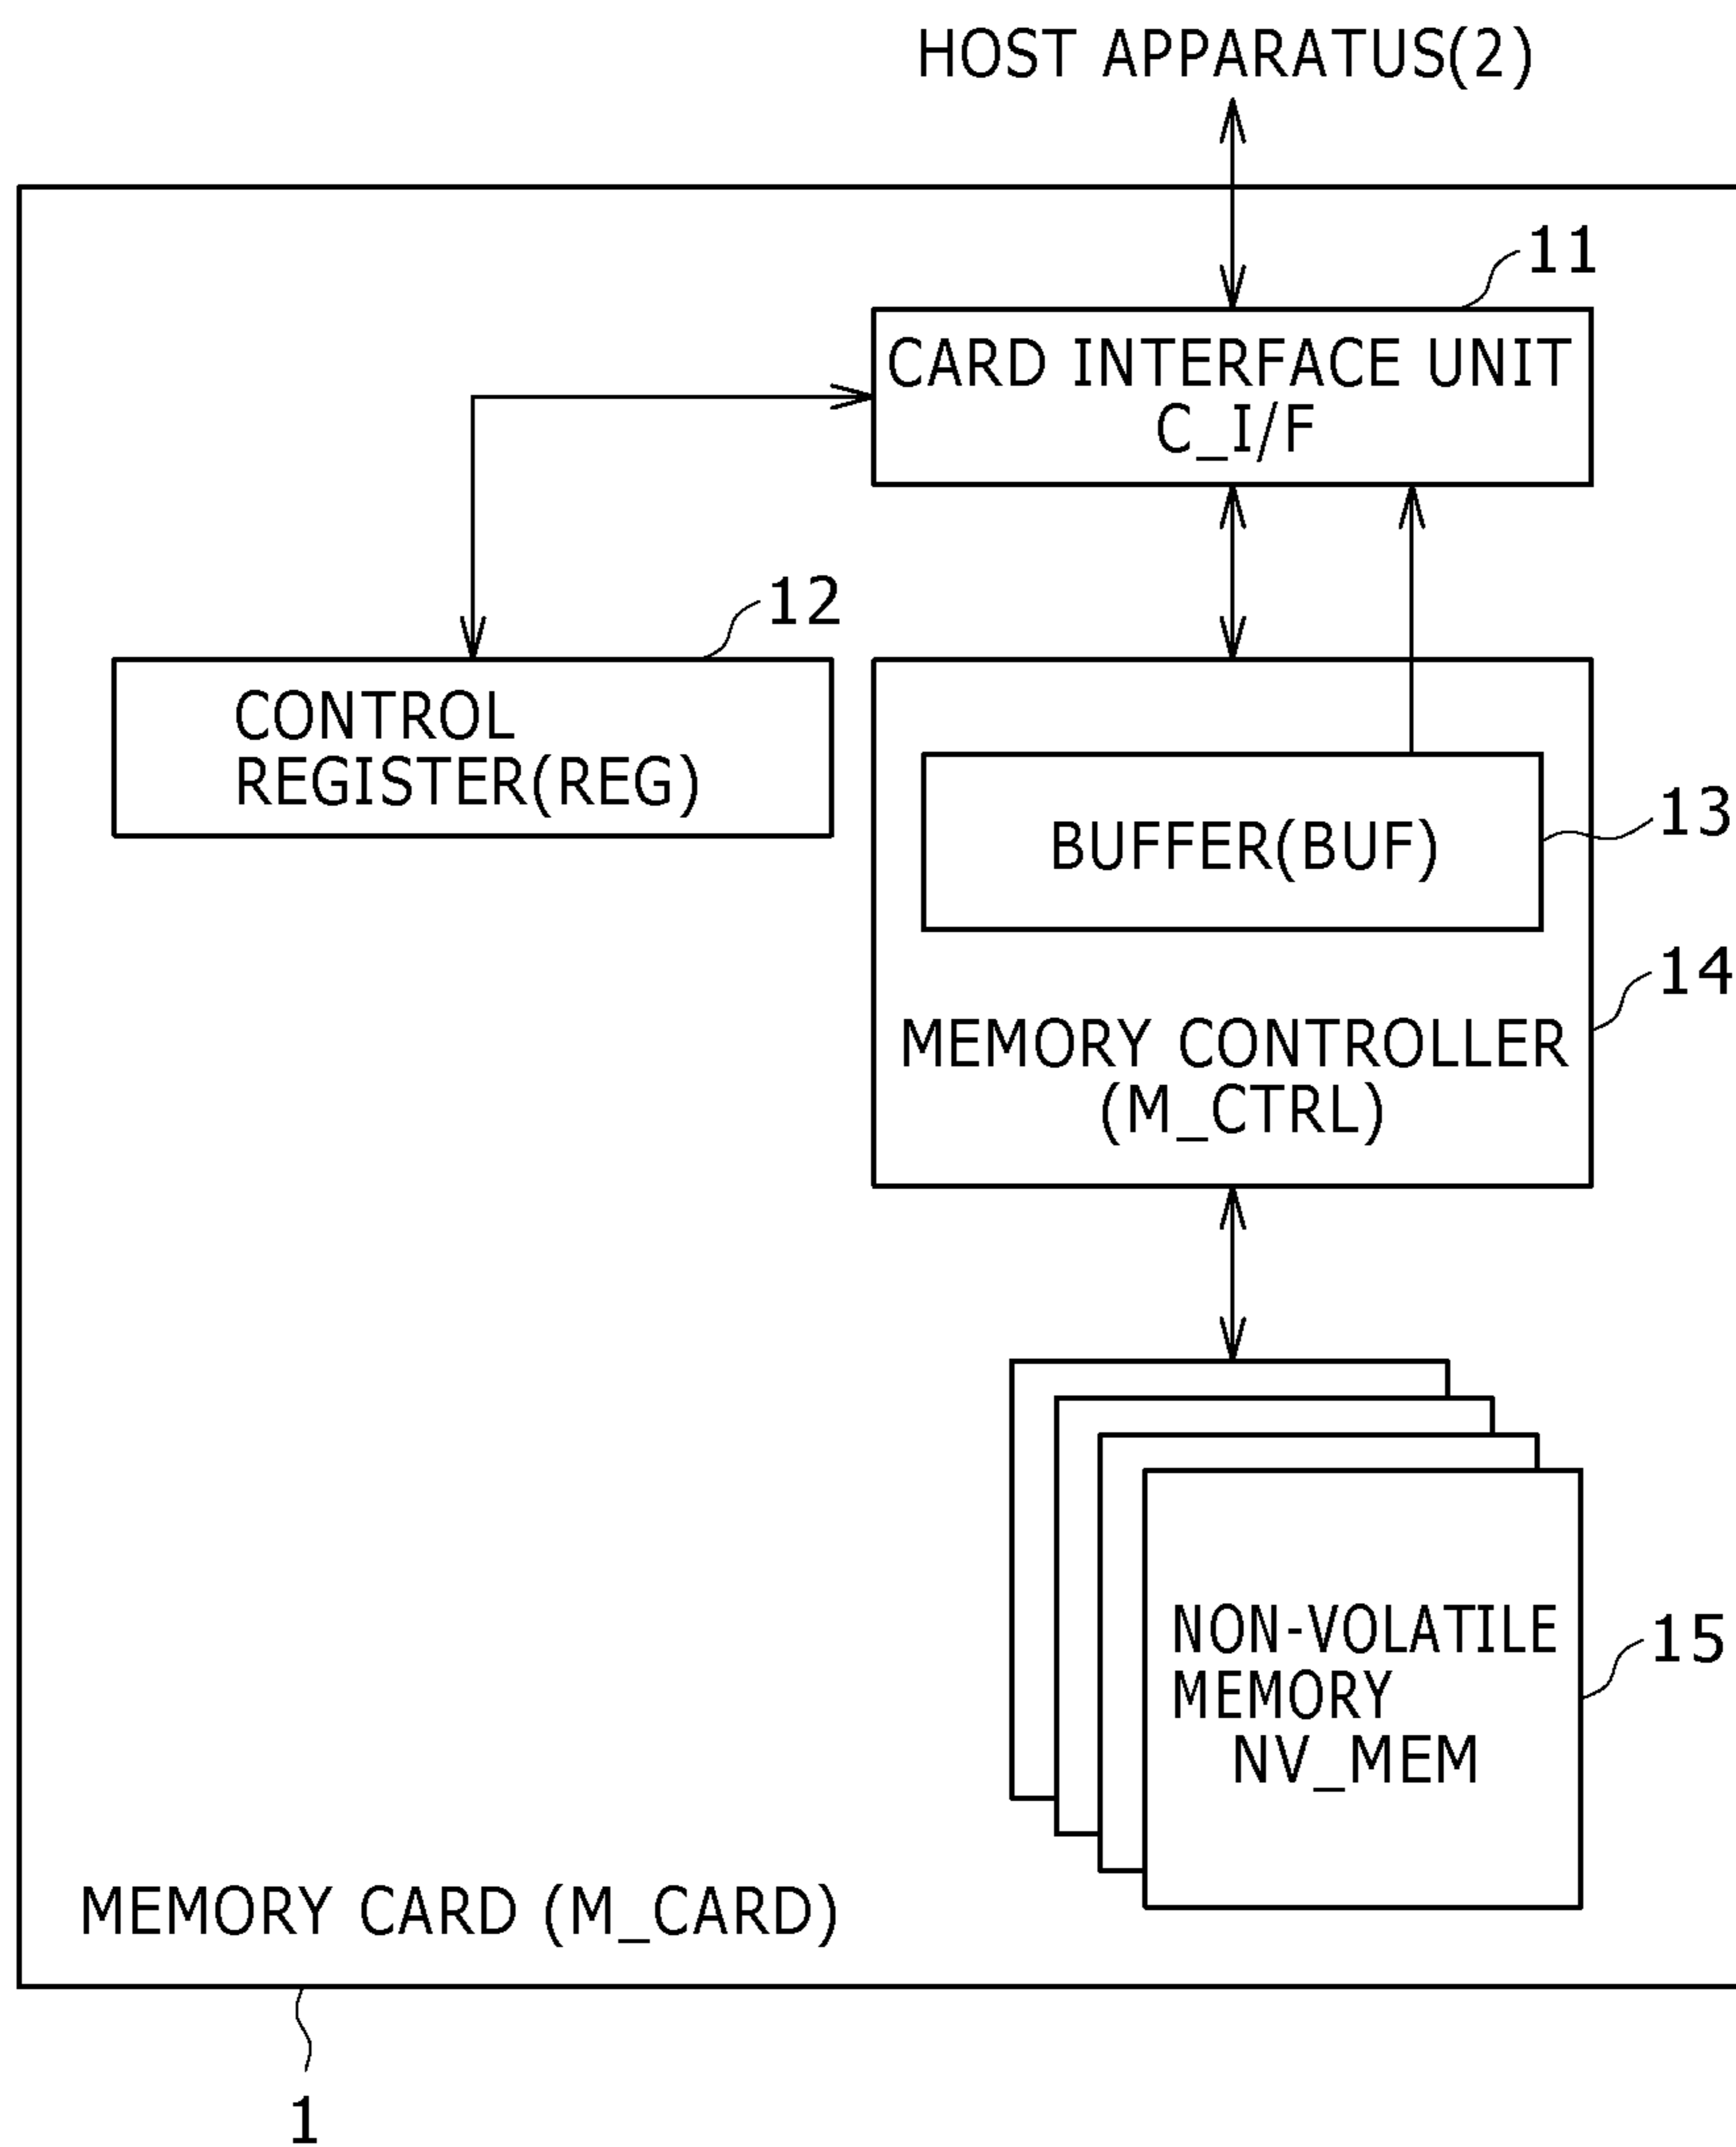 HOST APPARATUS(2)
11
CARD INTERFACE UNIT
C_I/F
12
CONTROL
REGISTER(REG)
13
BUFFER(BUF)
14
MEMORY CONTROLLER
(M_CTRL)
NON-VOLATILE
MEMORY
NV_MEM
15
MEMORY CARD (M_CARD)
1